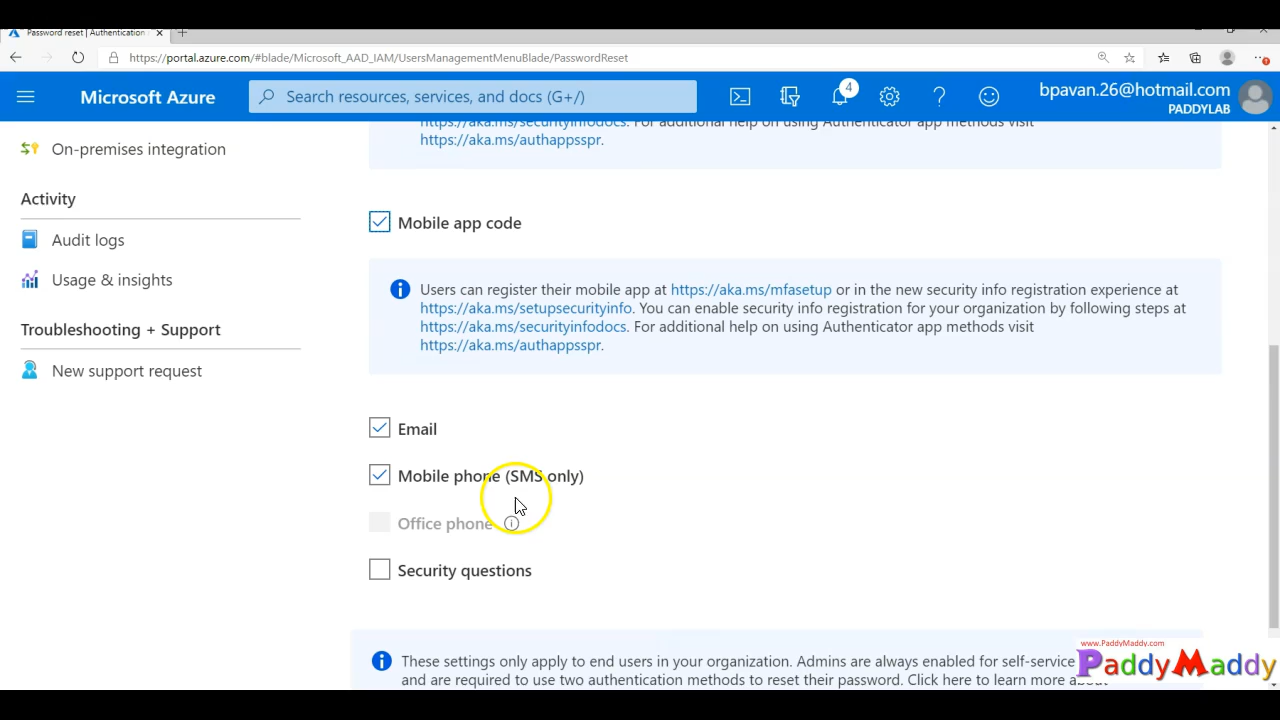 Password reset | Authentication
https://portal.azure.com/#blade/Microsoft_AAD_IAM/UsersManagementMenuBlade/PasswordReset
Microsoft Azure
Search resources, services, and docs (G+/)
4
bpavan.26@hotmail.com
PADDYLAB
On-premises integration
Activity
Audit logs
Usage & insights
Troubleshooting + Support
New support request
https://aka.ms/securityinfodocs. For additional help on using Authenticator app methods visit
https://aka.ms/authappsspr.
Mobile app code
Users can register their mobile app at https://aka.ms/mfasetup or in the new security info registration experience at
https://aka.ms/setupsecurityinfo. You can enable security info registration for your organization by following steps at
https://aka.ms/securityinfodocs. For additional help on using Authenticator app methods visit
https://aka.ms/authappsspr.
Email
Mobile phone (SMS only)
Office phone
Security questions
These settings only apply to end users in your organization. Admins are always enabled for self-service
and are required to use two authentication methods to reset their password. Click here to learn more about
www.PaddyMaddy.com
PaddyMaddy